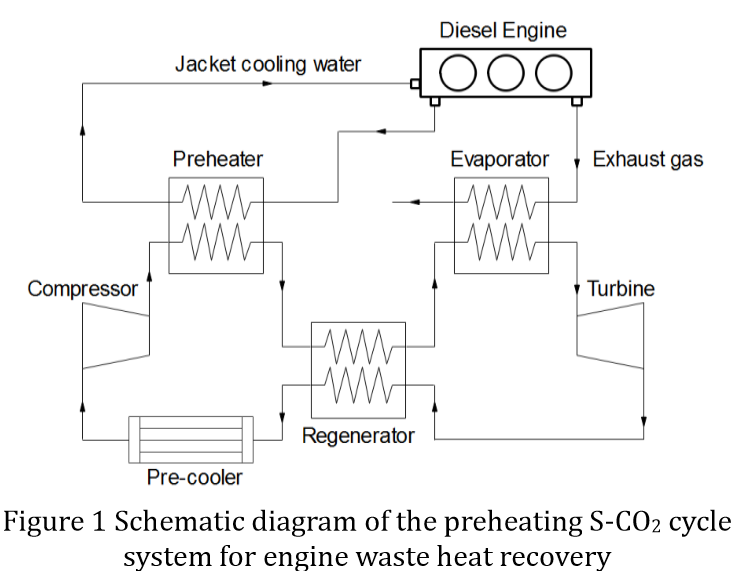 Diesel Engine
Jacket cooling water
Preheater
Evaporator
Exhaust gas
Compressor
Turbine
Regenerator
Pre-cooler
Figure 1 Schematic diagram of the preheating S-CO₂ cycle
system for engine waste heat recovery